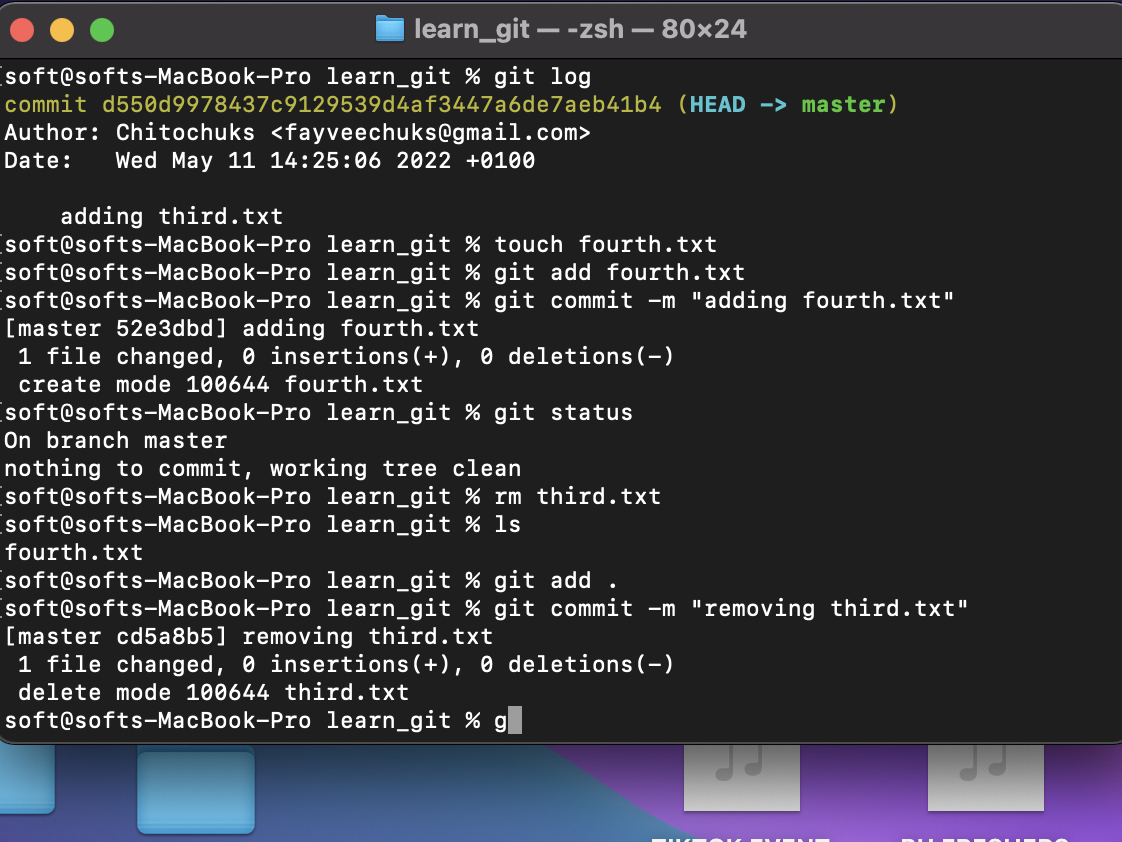 learn_git — -zsh — 80×24
soft@softs-MacBook-Pro learn_git % git log
commit d550d9978437c9129539d4af3447a6de7aeb41b4 (HEAD -> master)
Author: Chitochuks <fayveechuks@gmail.com>
Date:   Wed May 11 14:25:06 2022 +0100
    adding third.txt
soft@softs-MacBook-Pro learn_git % touch fourth.txt
soft@softs-MacBook-Pro learn_git % git add fourth.txt
soft@softs-MacBook-Pro learn_git % git commit -m "adding fourth.txt"
[master 52e3dbd] adding fourth.txt
 1 file changed, 0 insertions(+), 0 deletions(-)
 create mode 100644 fourth.txt
soft@softs-MacBook-Pro learn_git % git status
On branch master
nothing to commit, working tree clean
soft@softs-MacBook-Pro learn_git % rm third.txt
soft@softs-MacBook-Pro learn_git % ls
fourth.txt
soft@softs-MacBook-Pro learn_git % git add .
soft@softs-MacBook-Pro learn_git % git commit -m "removing third.txt"
[master cd5a8b5] removing third.txt
 1 file changed, 0 insertions(+), 0 deletions(-)
 delete mode 100644 third.txt
soft@softs-MacBook-Pro learn_git % g
TIKTOK EVENT